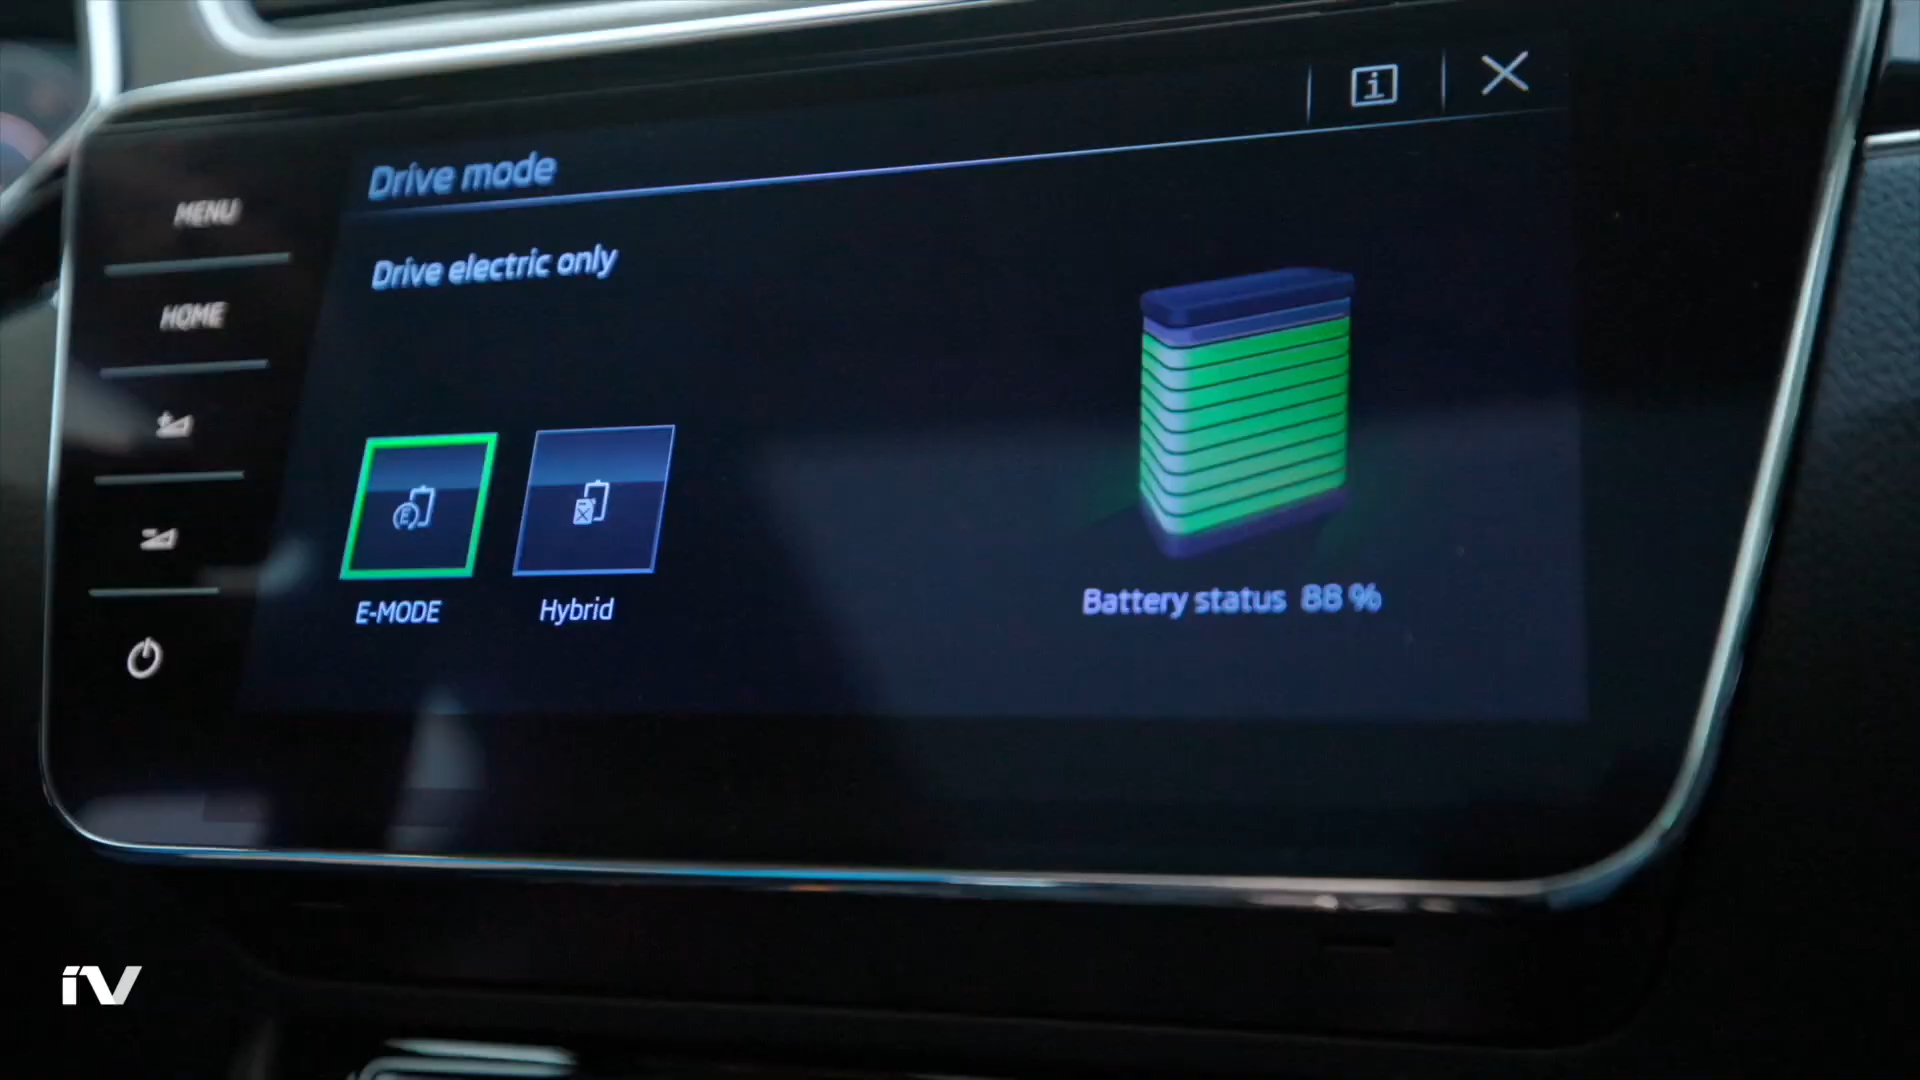 Drive mode
MENU
Drive electric only
HOME
E-MODE
Hybrid
Battery status 88 %
iV